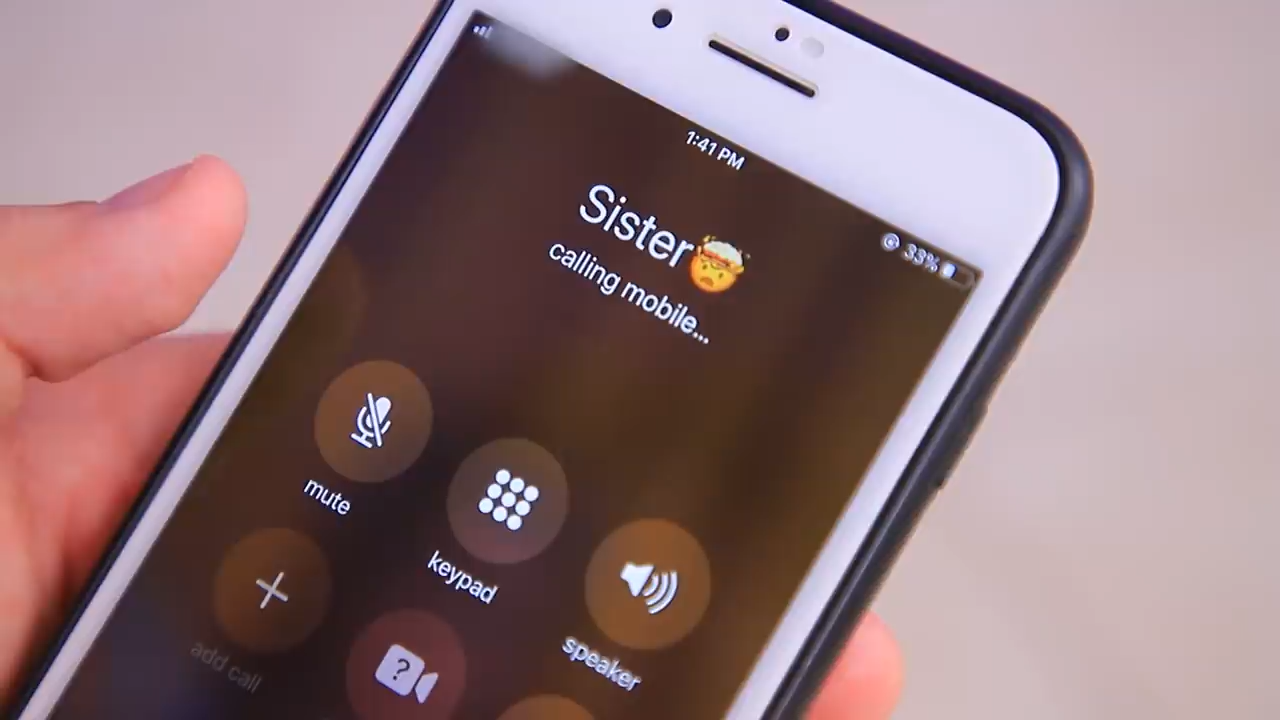 1:41 PM
33%
Sister🤯
calling mobile...
mute
keypad
speaker
add call
?